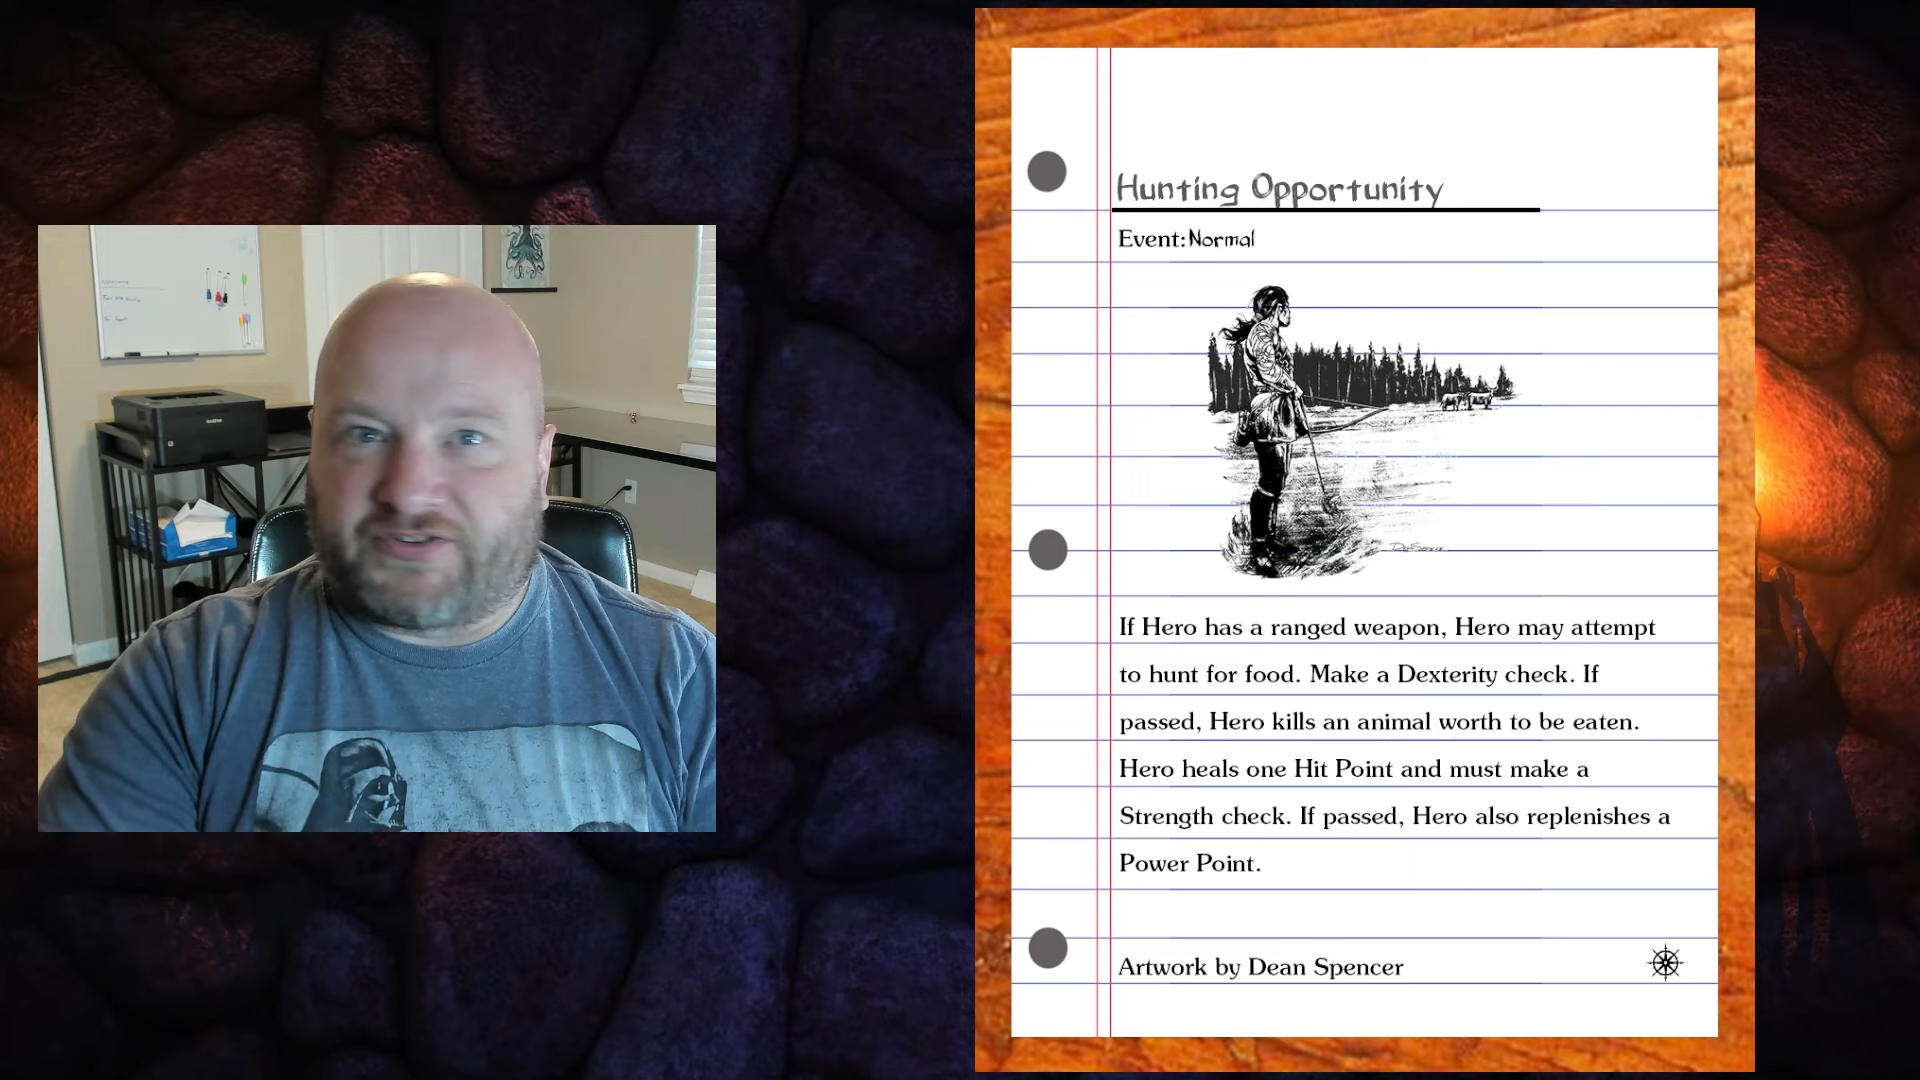 Hunting Opportunity
Event:Normal
If Hero has a ranged weapon, Hero may attempt
to hunt for food. Make a Dexterity check. If
passed, Hero kills an animal worth to be eaten.
Hero heals one Hit Point and must make a
Strength check. If passed, Hero also replenishes a
Power Point.
Artwork by Dean Spencer
brother